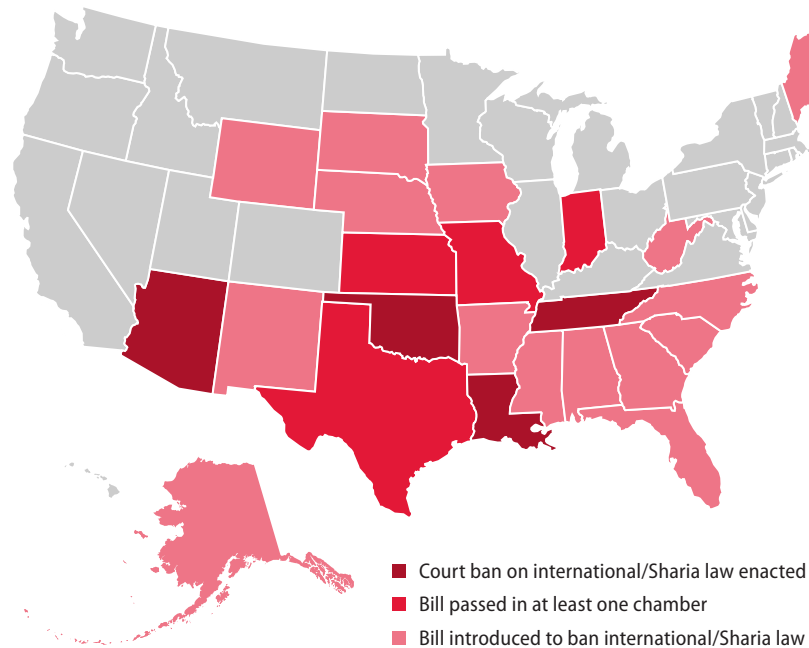 Court ban on international/Sharia law enacted
Bill passed in at least one chamber
Bill introduced to ban international/Sharia law